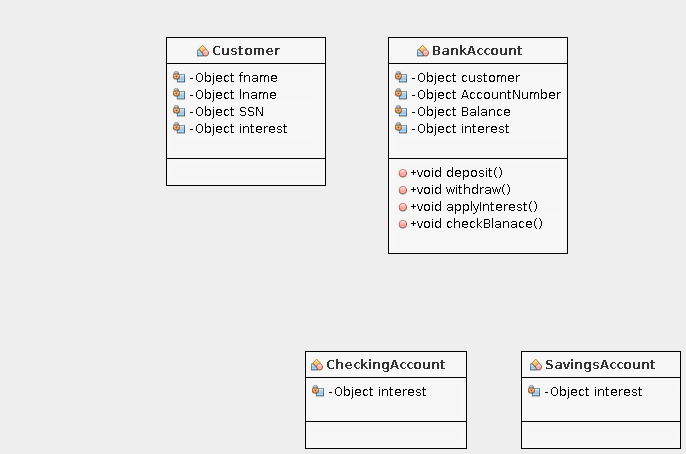 Customer
-Object fname
-Object lname
-Object SSN
-Object interest
BankAccount
-Object customer
-Object AccountNumber
-Object Balance
-Object interest
+void deposit()
+void withdraw()
+void applyInterest()
+void checkBlanace()
CheckingAccount
-Object interest
SavingsAccount
-Object interest